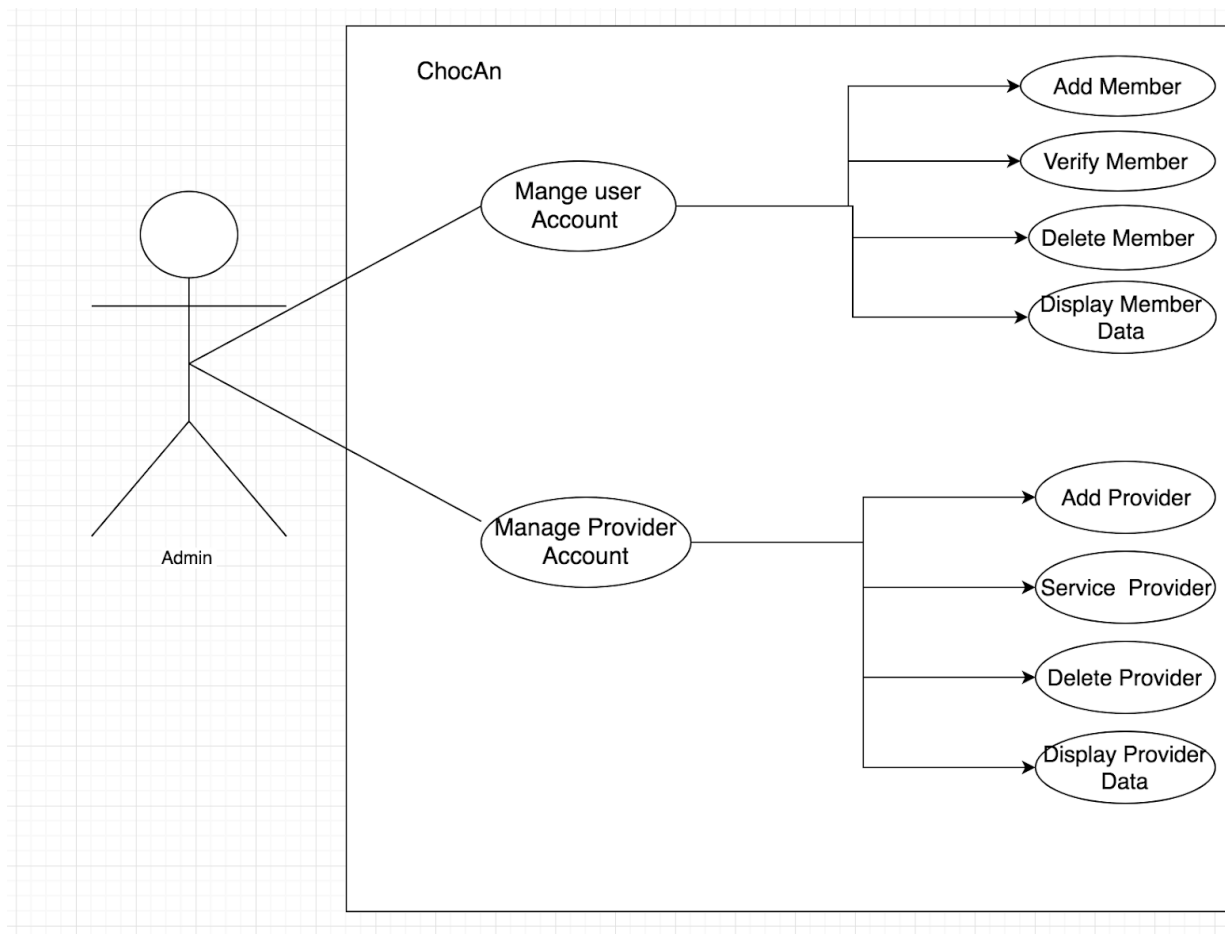 ChocAn
Add Member
Verify Member
Mange user
Account
Delete Member
Display Member
Data
Add Provider
Manage Provider
Account
Admin
Service  Provider
Delete Provider
Display Provider
Data